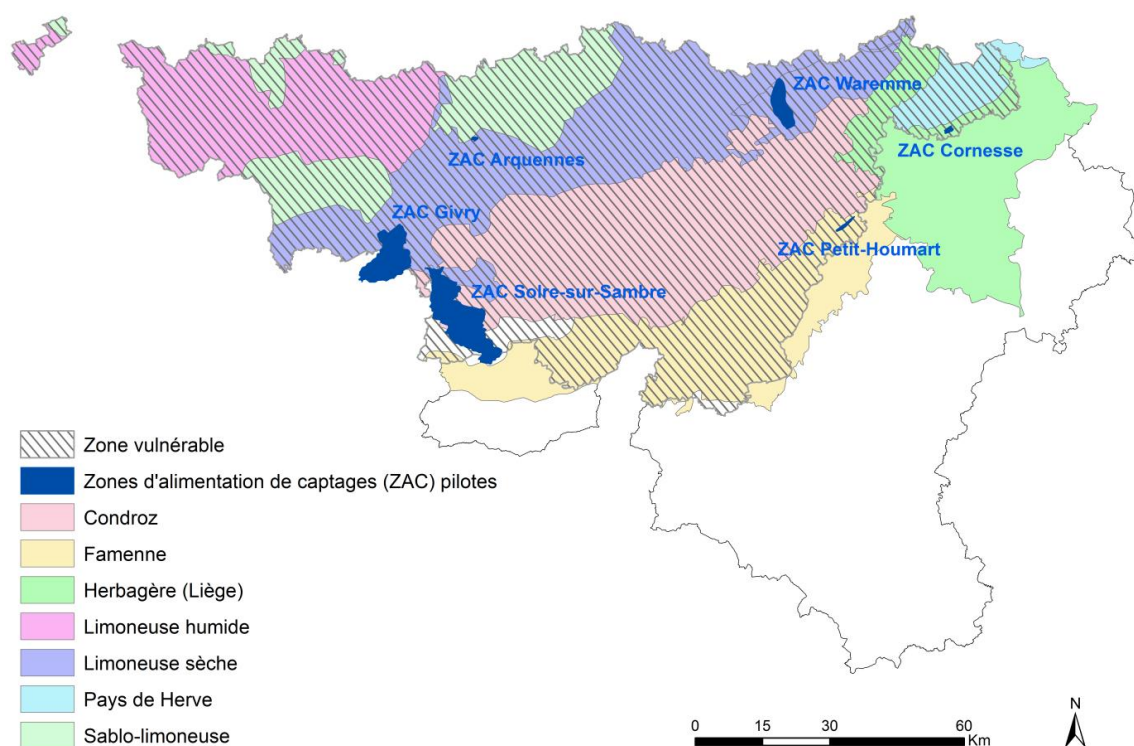 ZAC Waremme
ZAC Arquennes
ZAC Cornesse
ZAC Givry
ZAC Petit-Houmart
ZAC Solre-sur-Sambre
Zone vulnérable
Zones d'alimentation de captages (ZAC) pilotes
Condroz
Famenne
Herbagère (Liège)
Limoneuse humide
Limoneuse sèche
Pays de Herve
Sablo-limoneuse
0 15 30 60
Km
N